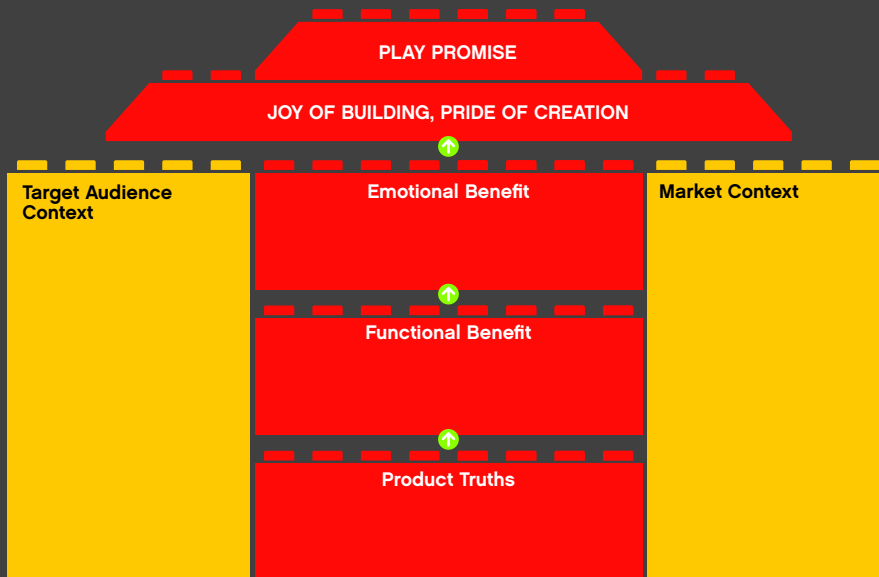 PLAY PROMISE
JOY OF BUILDING, PRIDE OF CREATION
Target Audience
Context
Emotional Benefit
Market Context
Functional Benefit
Product Truths